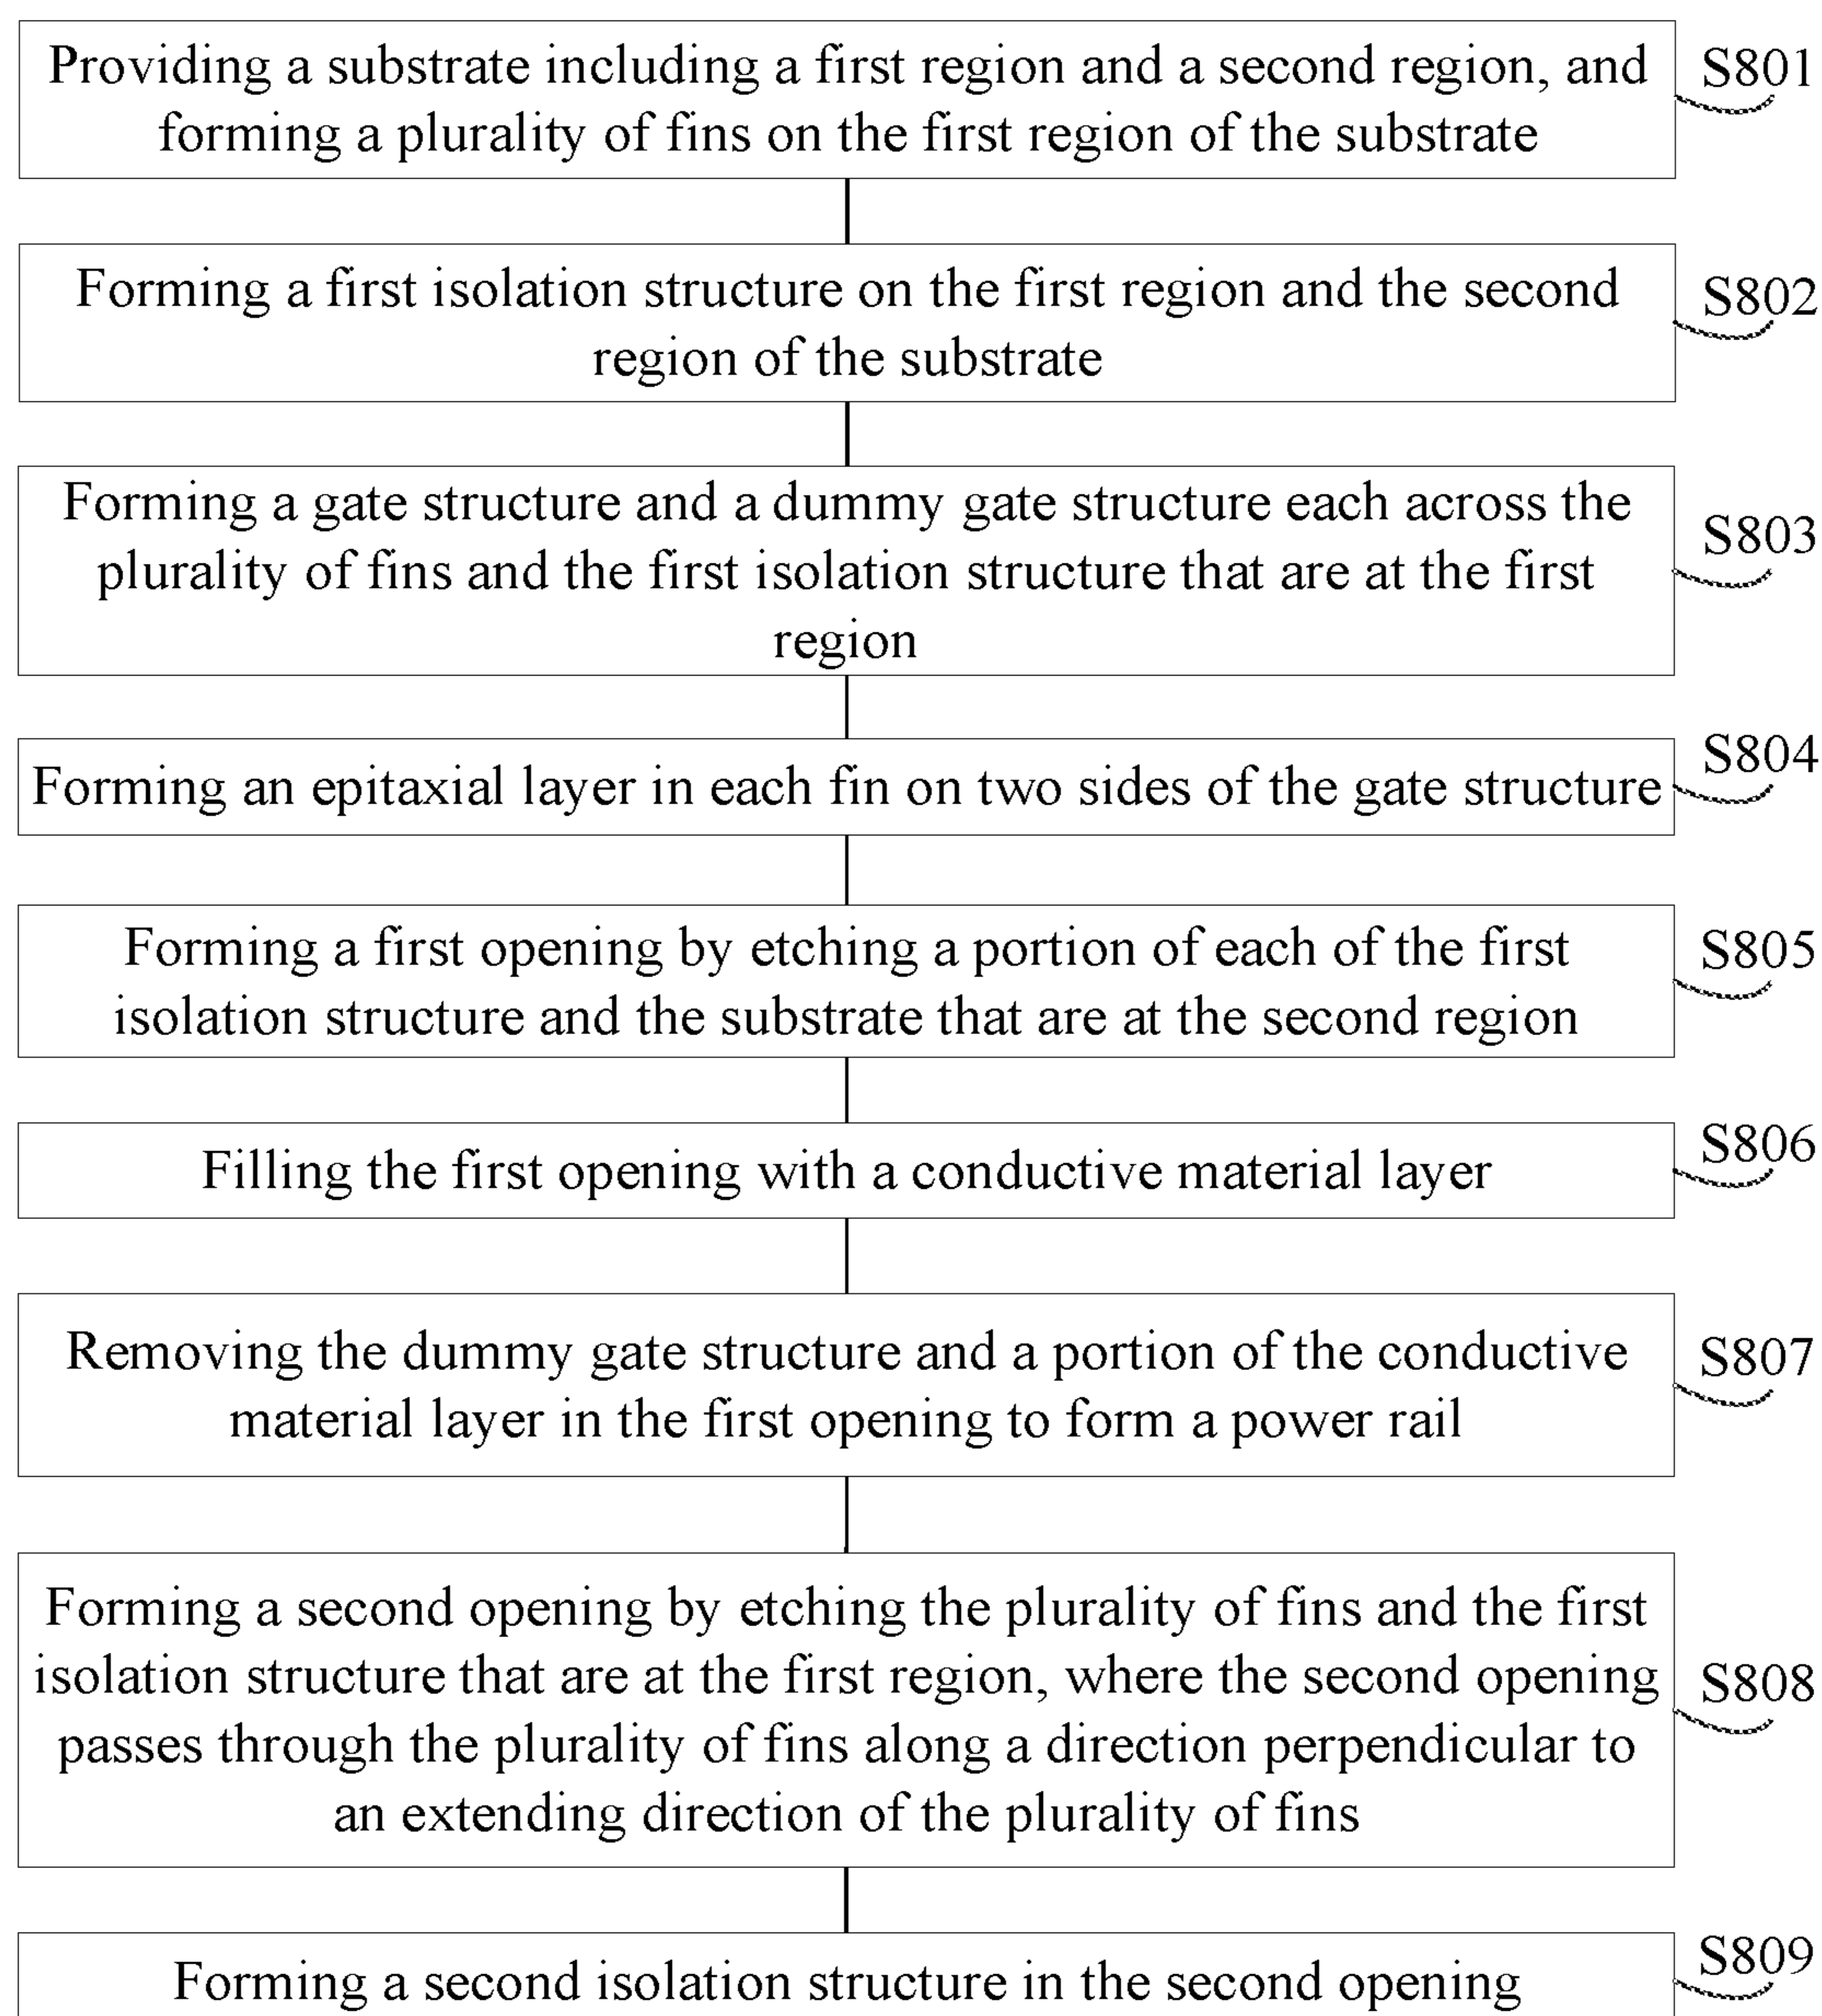 Providing a substrate including a first region and a second region, and
forming a plurality of fins on the first region of the substrate
S801
Forming a first isolation structure on the first region and the second
region of the substrate
S802
Forming a gate structure and a dummy gate structure each across the
plurality of fins and the first isolation structure that are at the first
region
S803
Forming an epitaxial layer in each fin on two sides of the gate structure
S804
Forming a first opening by etching a portion of each of the first
isolation structure and the substrate that are at the second region
S805
Filling the first opening with a conductive material layer
S806
Removing the dummy gate structure and a portion of the conductive
material layer in the first opening to form a power rail
S807
Forming a second opening by etching the plurality of fins and the first
isolation structure that are at the first region, where the second opening
passes through the plurality of fins along a direction perpendicular to
an extending direction of the plurality of fins
S808
Forming a second isolation structure in the second opening
S809